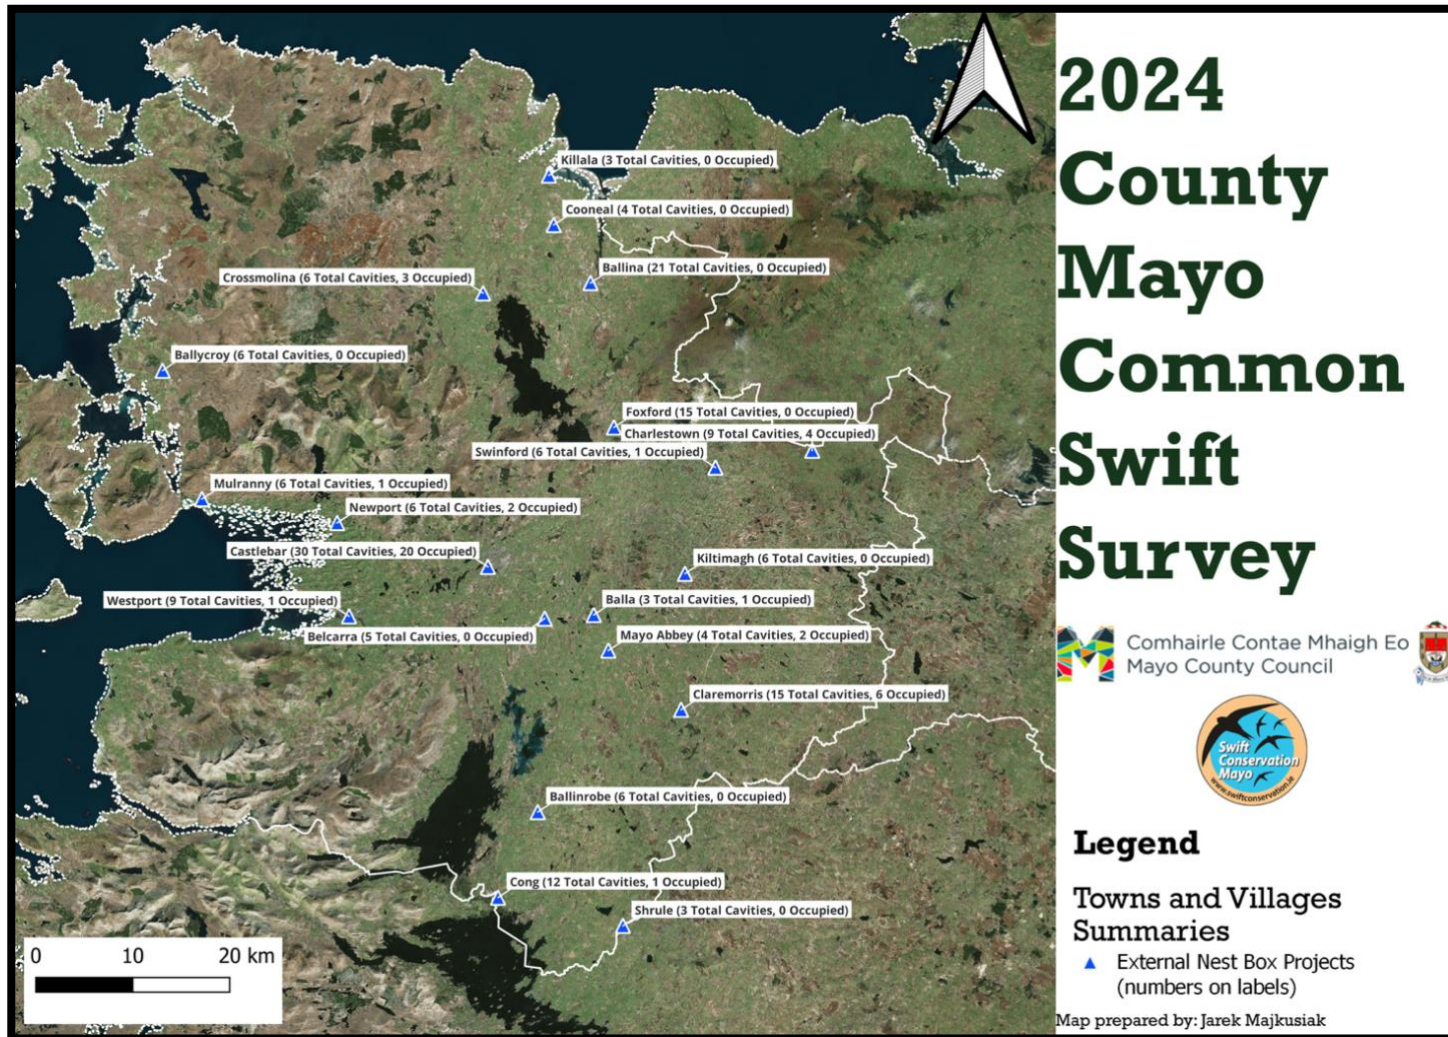 2024
County
Mayo
Common
Swift
Survey
Comhairle Contae Mhaigh Eo
Mayo County Council
Swift
Conservation
Mayo
www.swiftconservation.ie
Legend
Towns and Villages
Summaries
External Nest Box Projects
(numbers on labels)
Map prepared by: Jarek Majkusiak
Killala (3 Total Cavities, 0 Occupied)
Cooneal (4 Total Cavities, 0 Occupied)
Ballina (21 Total Cavities, 0 Occupied)
Crossmolina (6 Total Cavities, 3 Occupied)
Ballycroy (6 Total Cavities, 0 Occupied)
Foxford (15 Total Cavities, 0 Occupied)
Charlestown (9 Total Cavities, 4 Occupied)
Swinford (6 Total Cavities, 1 Occupied)
Mulranny (6 Total Cavities, 1 Occupied)
Newport (6 Total Cavities, 2 Occupied)
Castlebar (30 Total Cavities, 20 Occupied)
Kiltimagh (6 Total Cavities, 0 Occupied)
Westport (9 Total Cavities, 1 Occupied)
Balla (3 Total Cavities, 1 Occupied)
Belcarra (5 Total Cavities, 0 Occupied)
Mayo Abbey (4 Total Cavities, 2 Occupied)
Claremorris (15 Total Cavities, 6 Occupied)
Ballinrobe (6 Total Cavities, 0 Occupied)
Cong (12 Total Cavities, 1 Occupied)
Shrule (3 Total Cavities, 0 Occupied)
0 10 20 km